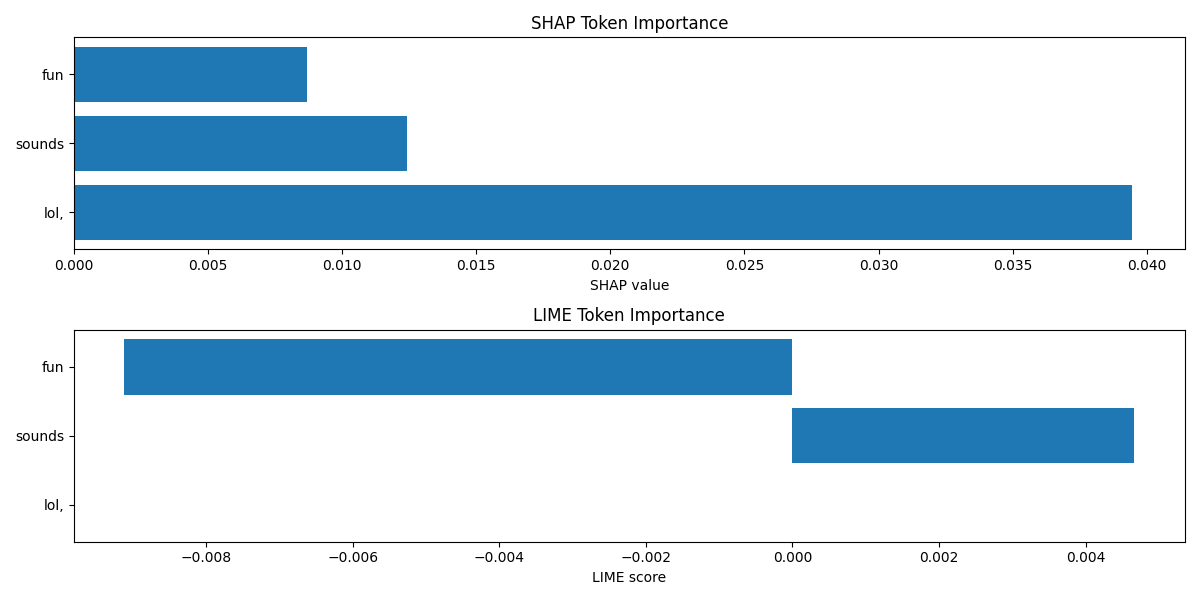 SHAP Token Importance
fun
sounds
lol,
0.000 0.005 0.010 0.015 0.020 0.025 0.030 0.035 0.040
SHAP value
LIME Token Importance
fun
sounds
lol,
−0.008 −0.006 −0.004 −0.002 0.000 0.002 0.004
LIME score